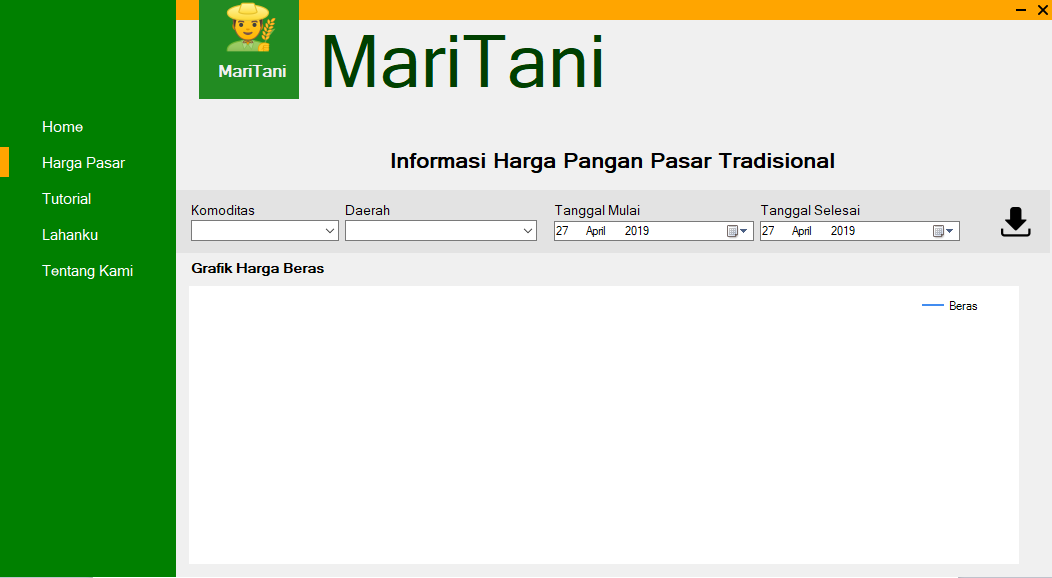 MariTani
MariTani
Home
Harga Pasar
Tutorial
Lahanku
Tentang Kami
Informasi Harga Pangan Pasar Tradisional
Komoditas
Daerah
Tanggal Mulai
Tanggal Selesai
27 April 2019
27 April 2019
Grafik Harga Beras
Beras